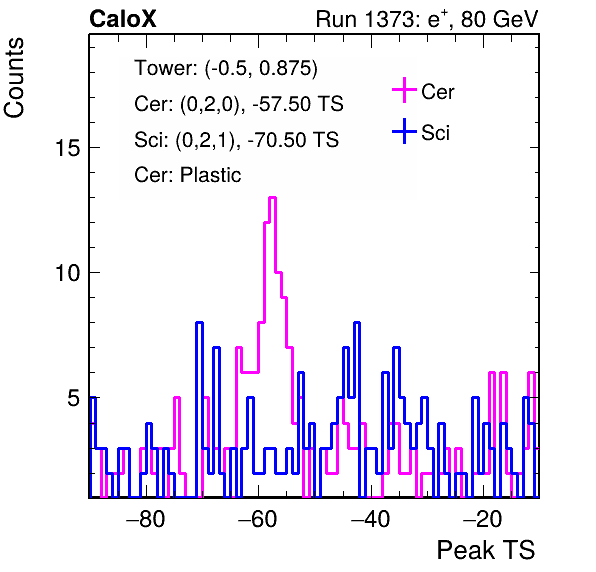 CaloX Run 1373: e⁺, 80 GeV
Counts
Tower: (-0.5, 0.875)
Cer: (0,2,0), -57.50 TS
Sci: (0,2,1), -70.50 TS
Cer: Plastic
Cer
Sci
15
10
5
−80 −60 −40 −20
Peak TS